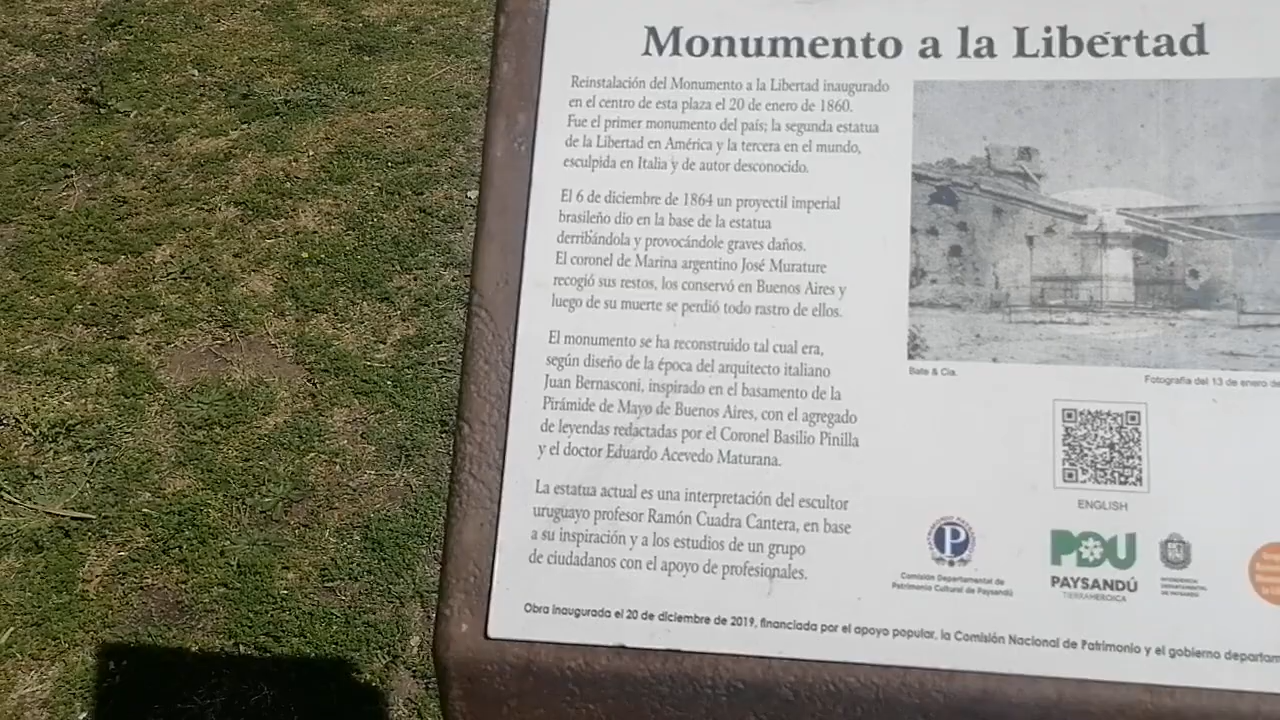 Monumento a la Libertad
Reinstalación del Monumento a la Libertad inaugurado
en el centro de esta plaza el 20 de enero de 1860.
Fue el primer monumento del país; la segunda estatua
de la Libertad en América y la tercera en el mundo,
esculpida en Italia y de autor desconocido.
El 6 de diciembre de 1864 un proyectil imperial
brasileño dio en la base de la estatua
derribándola y provocándole graves daños.
El coronel de Marina argentino José Murature
recogió sus restos, los conservó en Buenos Aires y
luego de su muerte se perdió todo rastro de ellos.
El monumento se ha reconstruido tal cual era,
según diseño de la época del arquitecto italiano
Juan Bernasconi, inspirado en el basamento de la
Pirámide de Mayo de Buenos Aires, con el agregado
de leyendas redactadas por el Coronel Basilio Pinilla
y el doctor Eduardo Acevedo Maturana.
La estatua actual es una interpretación del escultor
uruguayo profesor Ramón Cuadra Cantera, en base
a su inspiración y a los estudios de un grupo
de ciudadanos con el apoyo de profesionales.
Bate & Cía.
Fotografía del 13 de enero de
ENGLISH
P
Comisión Departamental de
Patrimonio Cultural de Paysandú
PDU
PAYSANDÚ
TIERRAHEROICA
INTENDENCIA
DEPARTAMENTAL
DE PAYSANDÚ
Obra inaugurada el 20 de diciembre de 2019, financiada por el apoyo popular, la Comisión Nacional de Patrimonio y el gobierno departam